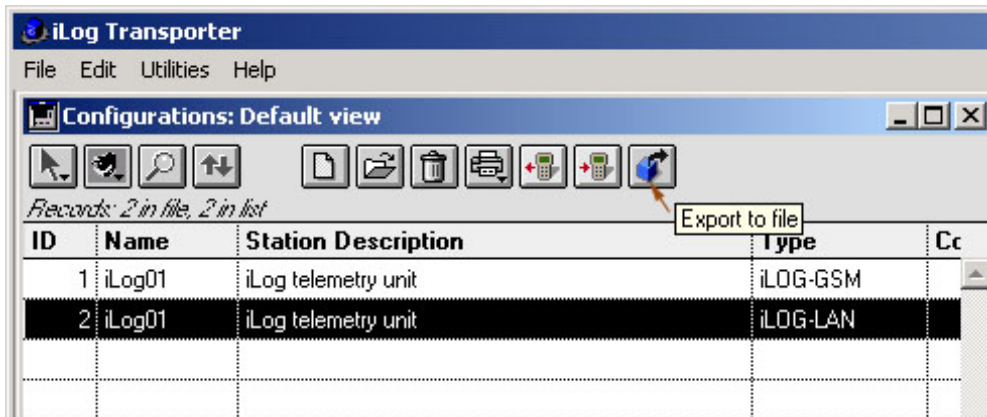 iLog Transporter
File Edit Utilities Help
Configurations: Default view
Records: 2 in file, 2 in list
Export to file
ID Name Station Description Type Cc
1 iLog01 iLog telemetry unit iLOG-GSM
2 iLog01 iLog telemetry unit iLOG-LAN